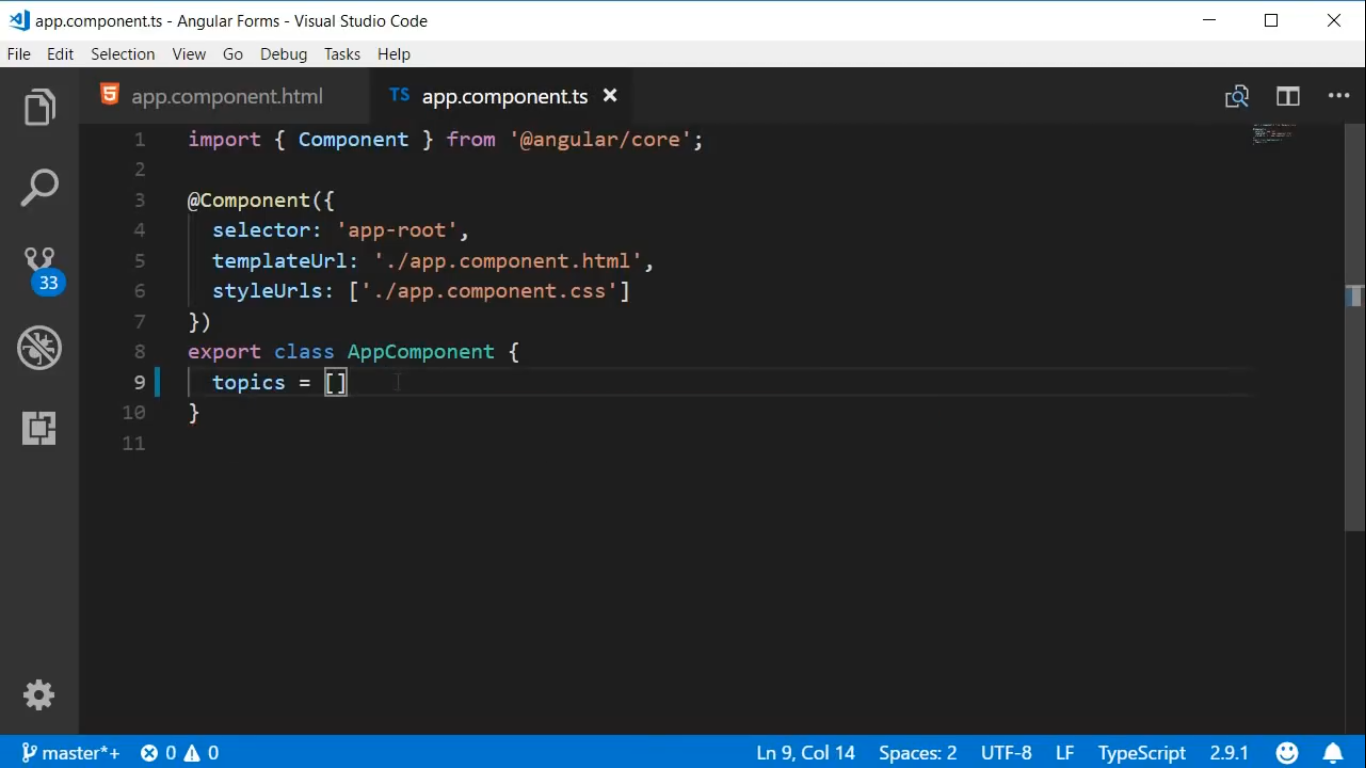 app.component.ts - Angular Forms - Visual Studio Code
File Edit Selection View Go Debug Tasks Help
5 app.component.html TS app.component.ts
1 import { Component } from '@angular/core';
2
3 @Component({
4 selector: 'app-root',
5 templateUrl: './app.component.html',
6 styleUrls: ['./app.component.css']
7 })
8 export class AppComponent {
9 topics = []
10 }
11
33
master*+ 0 0 Ln 9, Col 14 Spaces: 2 UTF-8 LF TypeScript 2.9.1